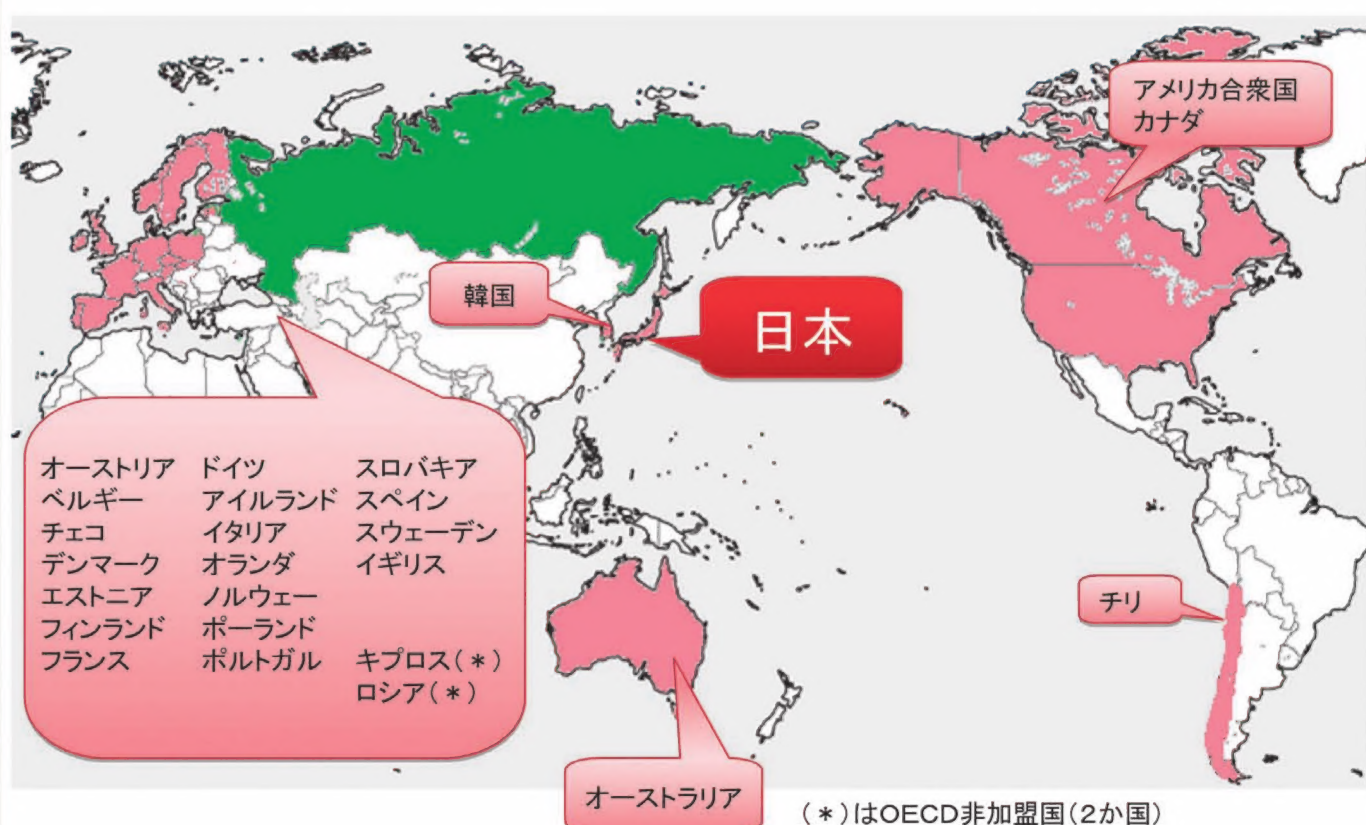 アメリカ合衆国
カナダ
韓国
日本
オーストリア
ベルギー
チェコ
デンマーク
エストニア
フィンランド
フランス
ドイツ
アイルランド
イタリア
オランダ
ノルウェー
ポーランド
ポルトガル
スロバキア
スペイン
スウェーデン
イギリス
キプロス(*)
ロシア(*)
チリ
オーストラリア
(*)はOECD非加盟国(2か国)